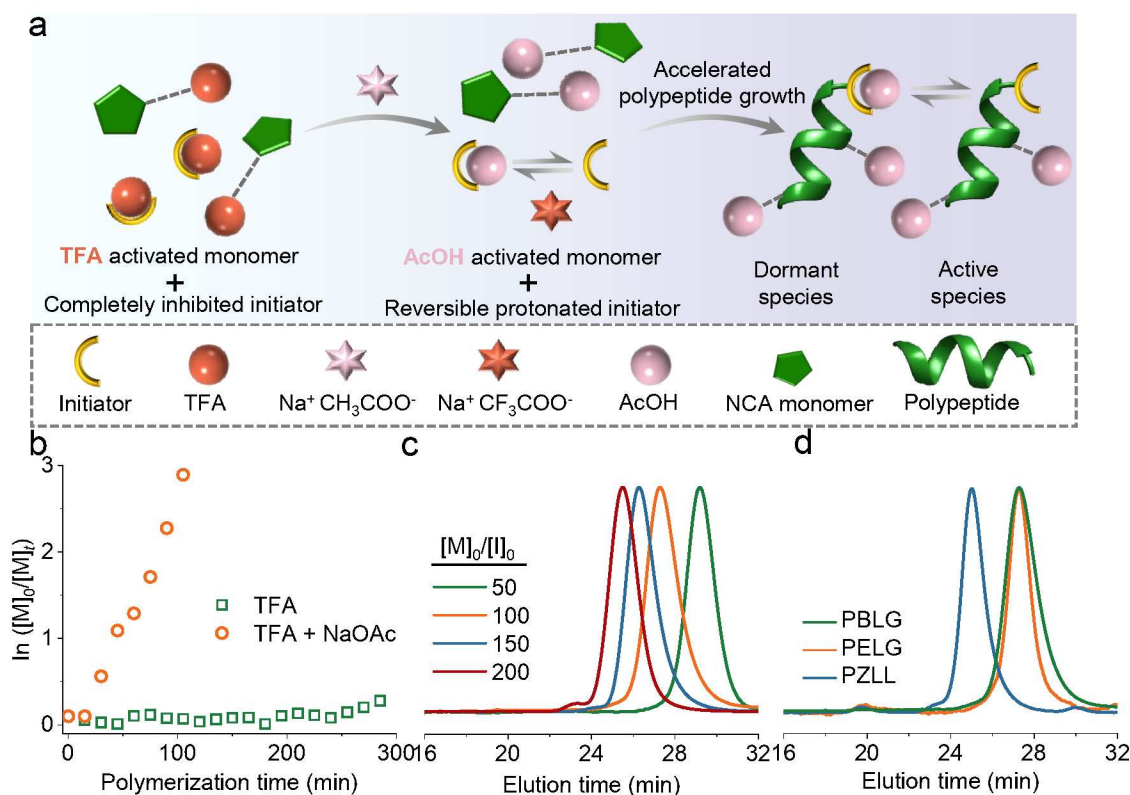 a
Accelerated
polypeptide growth
TFA activated monomer
+
Completely inhibited initiator
AcOH activated monomer
+
Reversible protonated initiator
Dormant
species
Active
species
Initiator
TFA
Na⁺ CH₃COO⁻
Na⁺ CF₃COO⁻
AcOH
NCA monomer
Polypeptide
b
3
2
1
0
ln ([M]₀/[M]ₜ)
TFA
TFA + NaOAc
0
100
200
300
Polymerization time (min)
c
[M]₀/[I]₀
50
100
150
200
16
20
24
28
32
Elution time (min)
d
PBLG
PELG
PZLL
16
20
24
28
32
Elution time (min)